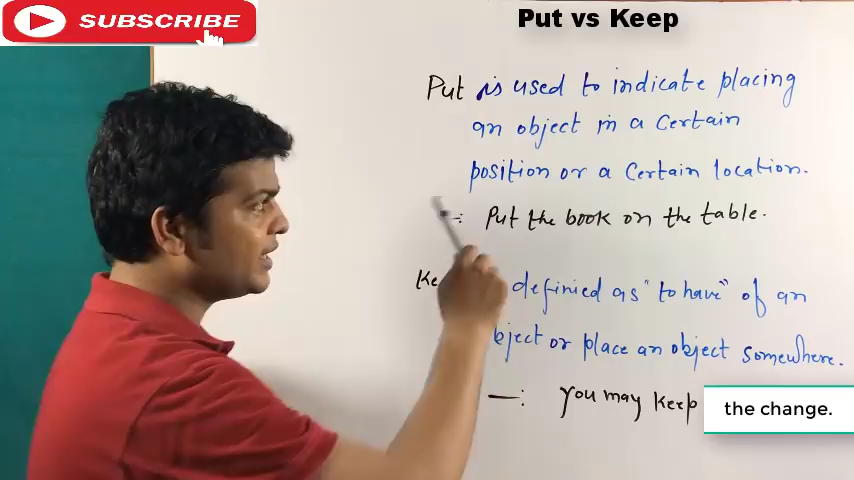 SUBSCRIBE
Put vs Keep
Put is used to indicate placing
an object in a certain
position or a certain location.
Put the book on the table.
Ke definied as "to have" of an
bject or place an object somewhere.
You may keep the change.